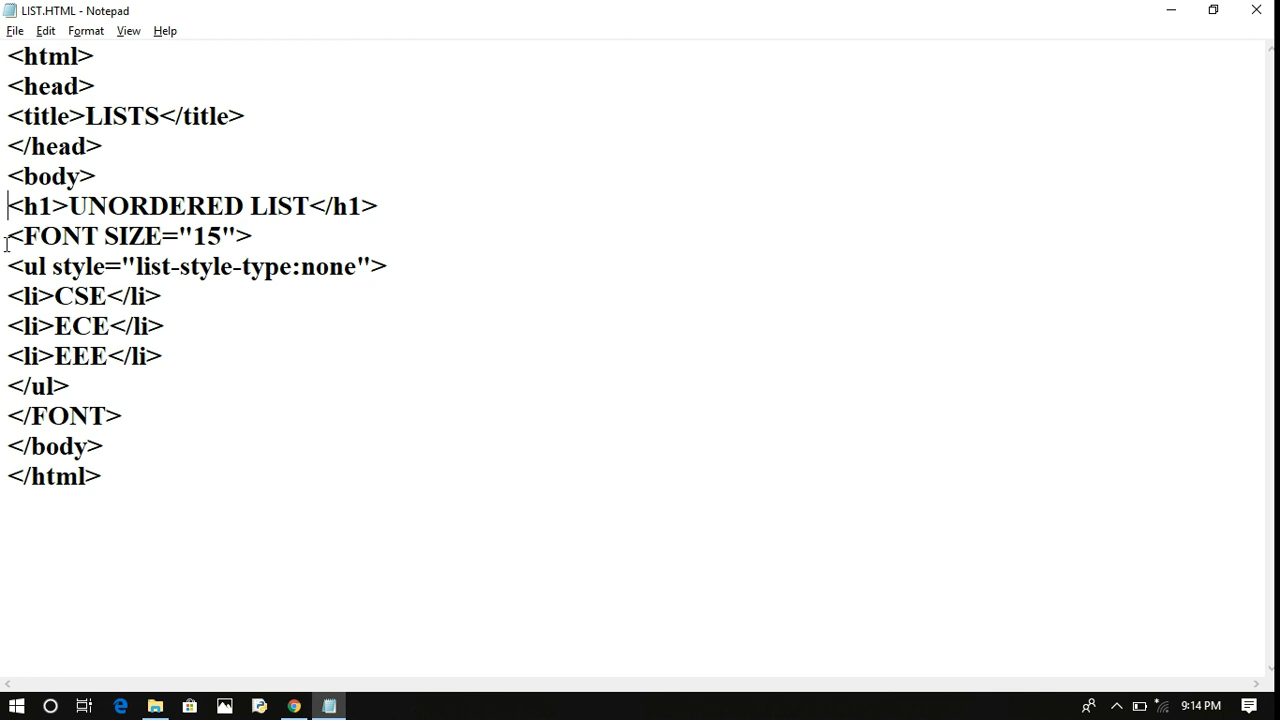 LIST.HTML - Notepad
File Edit Format View Help
<html>
<head>
<title>LISTS</title>
</head>
<body>
<h1>UNORDERED LIST</h1>
<FONT SIZE="15">
<ul style="list-style-type:none">
<li>CSE</li>
<li>ECE</li>
<li>EEE</li>
</ul>
</FONT>
</body>
</html>
9:14 PM